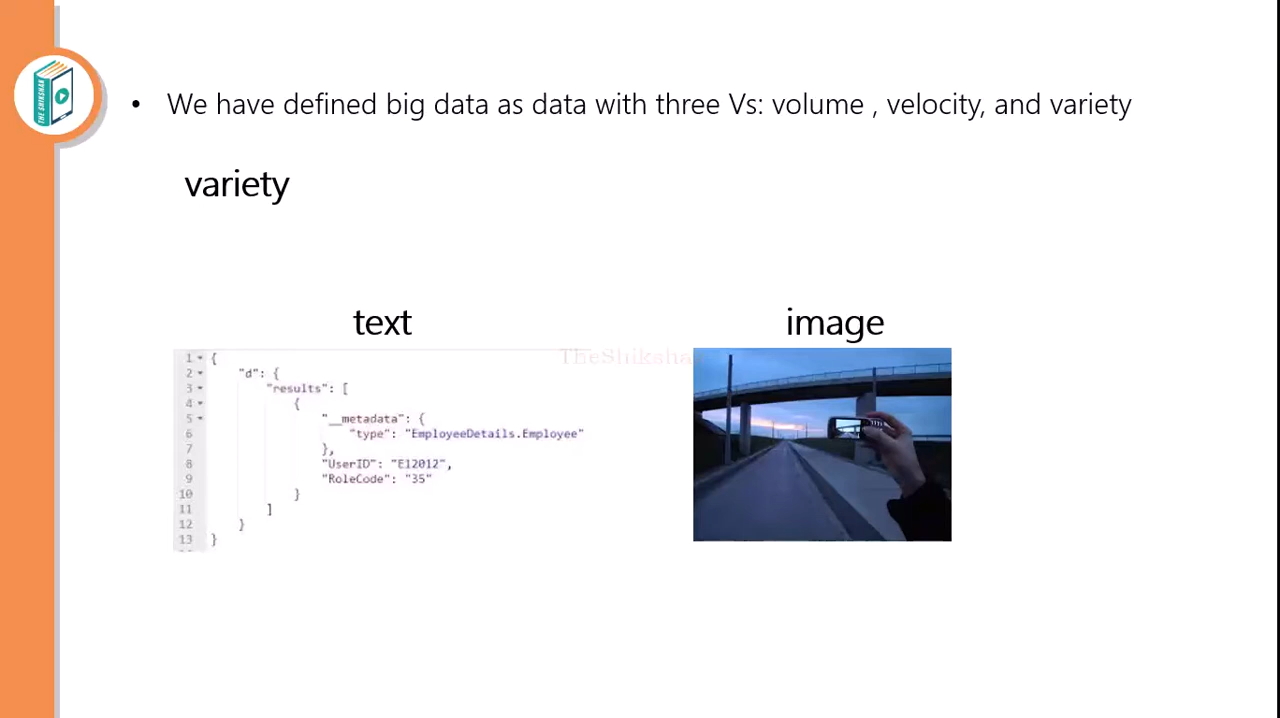 THE SHIKSHAK
• We have defined big data as data with three Vs: volume , velocity, and variety
variety
text
image
TheShiksha
1 {
2 "d": {
3 "results": [
4 {
5 "__metadata": {
6 "type": "EmployeeDetails.Employee"
7 },
8 "UserID": "E12012",
9 "RoleCode": "35"
10 }
11 ]
12 }
13 }